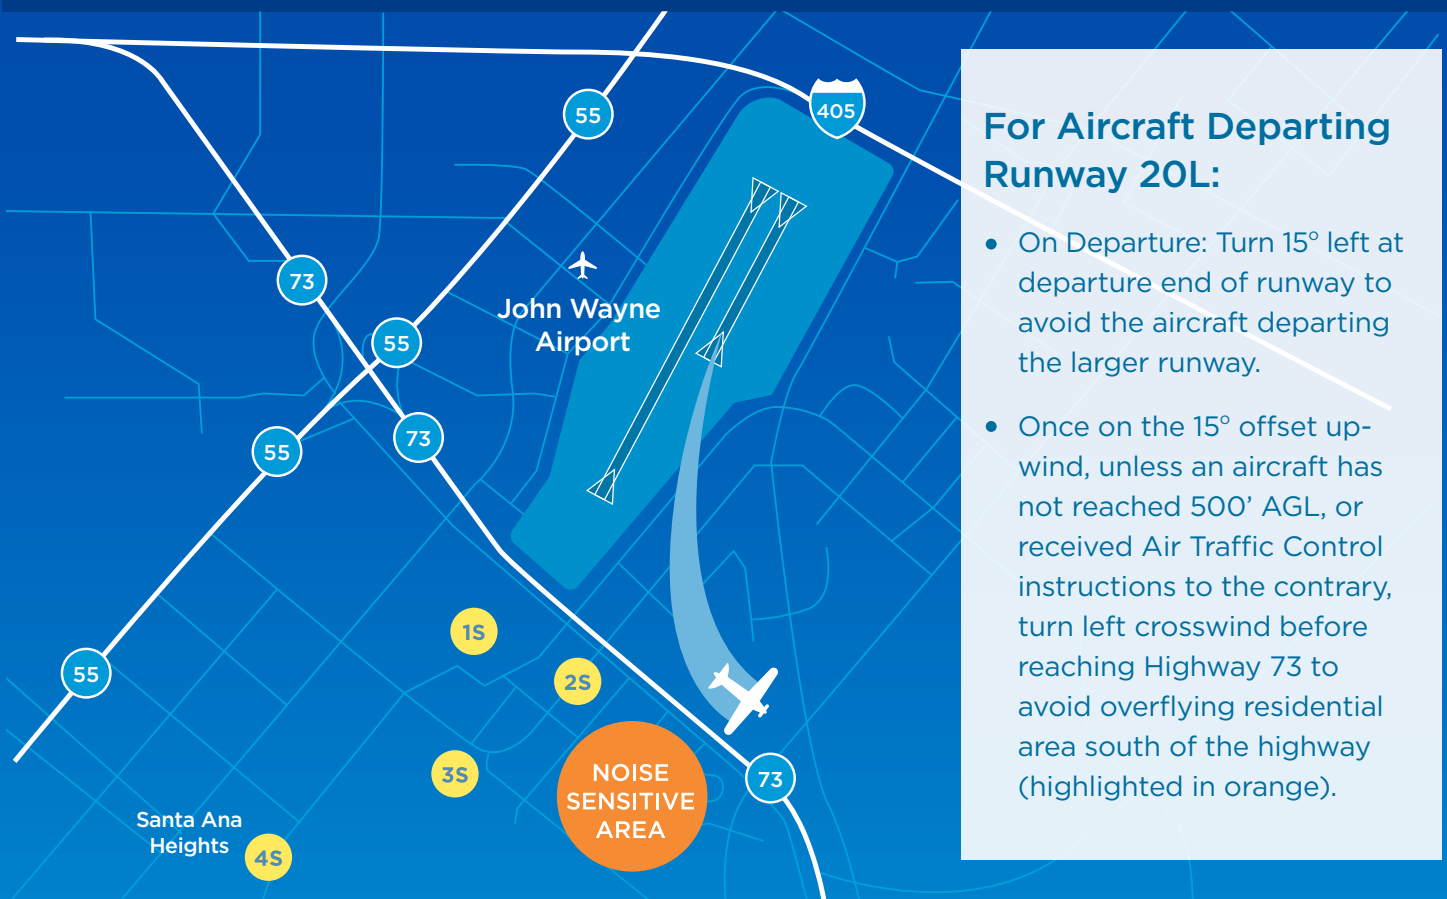 55
405
73
John Wayne
Airport
55
73
55
55
1S
2S
3S
NOISE
SENSITIVE
AREA
73
Santa Ana
Heights
4S
For Aircraft Departing
Runway 20L:
• On Departure: Turn 15° left at
departure end of runway to
avoid the aircraft departing
the larger runway.
• Once on the 15° offset up-
wind, unless an aircraft has
not reached 500’ AGL, or
received Air Traffic Control
instructions to the contrary,
turn left crosswind before
reaching Highway 73 to
avoid overflying residential
area south of the highway
(highlighted in orange).